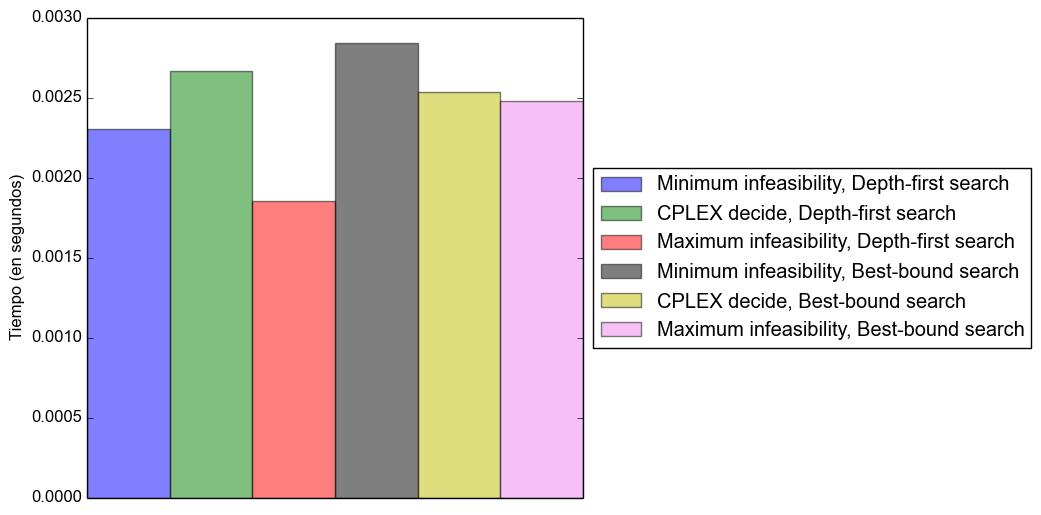 0.0030
0.0025
0.0020
0.0015
0.0010
0.0005
0.0000
Tiempo (en segundos)
Minimum infeasibility, Depth-first search
CPLEX decide, Depth-first search
Maximum infeasibility, Depth-first search
Minimum infeasibility, Best-bound search
CPLEX decide, Best-bound search
Maximum infeasibility, Best-bound search